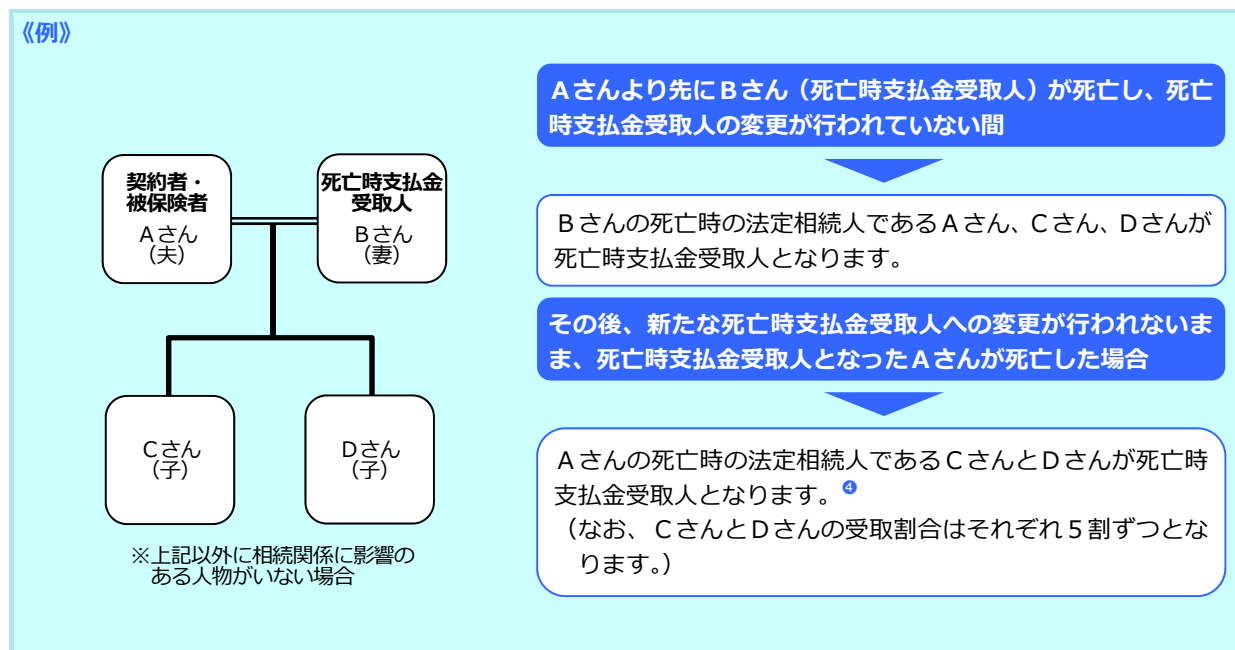 《例》
契約者・
被保険者
Aさん
(夫)
死亡時支払金
受取人
Bさん
(妻)
Cさん
(子)
Dさん
(子)
※上記以外に相続関係に影響の
ある人物がいない場合
Aさんより先にBさん(死亡時支払金受取人)が死亡し、死亡
時支払金受取人の変更が行われていない間
Bさんの死亡時の法定相続人であるAさん、Cさん、Dさんが
死亡時支払金受取人となります。
その後、新たな死亡時支払金受取人への変更が行われないま
ま、死亡時支払金受取人となったAさんが死亡した場合
Aさんの死亡時の法定相続人であるCさんとDさんが死亡時
支払金受取人となります。❹
(なお、CさんとDさんの受取割合はそれぞれ5割ずつとな
ります。)